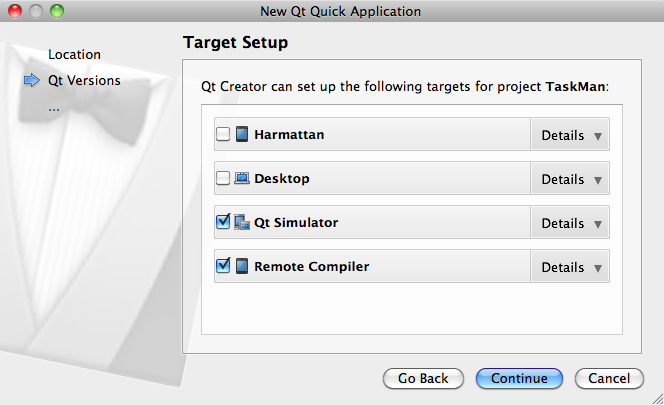 New Qt Quick Application
Location
Qt Versions
...
Target Setup
Qt Creator can set up the following targets for project TaskMan:
Harmattan Details
Desktop Details
Qt Simulator Details
Remote Compiler Details
Go Back Continue Cancel